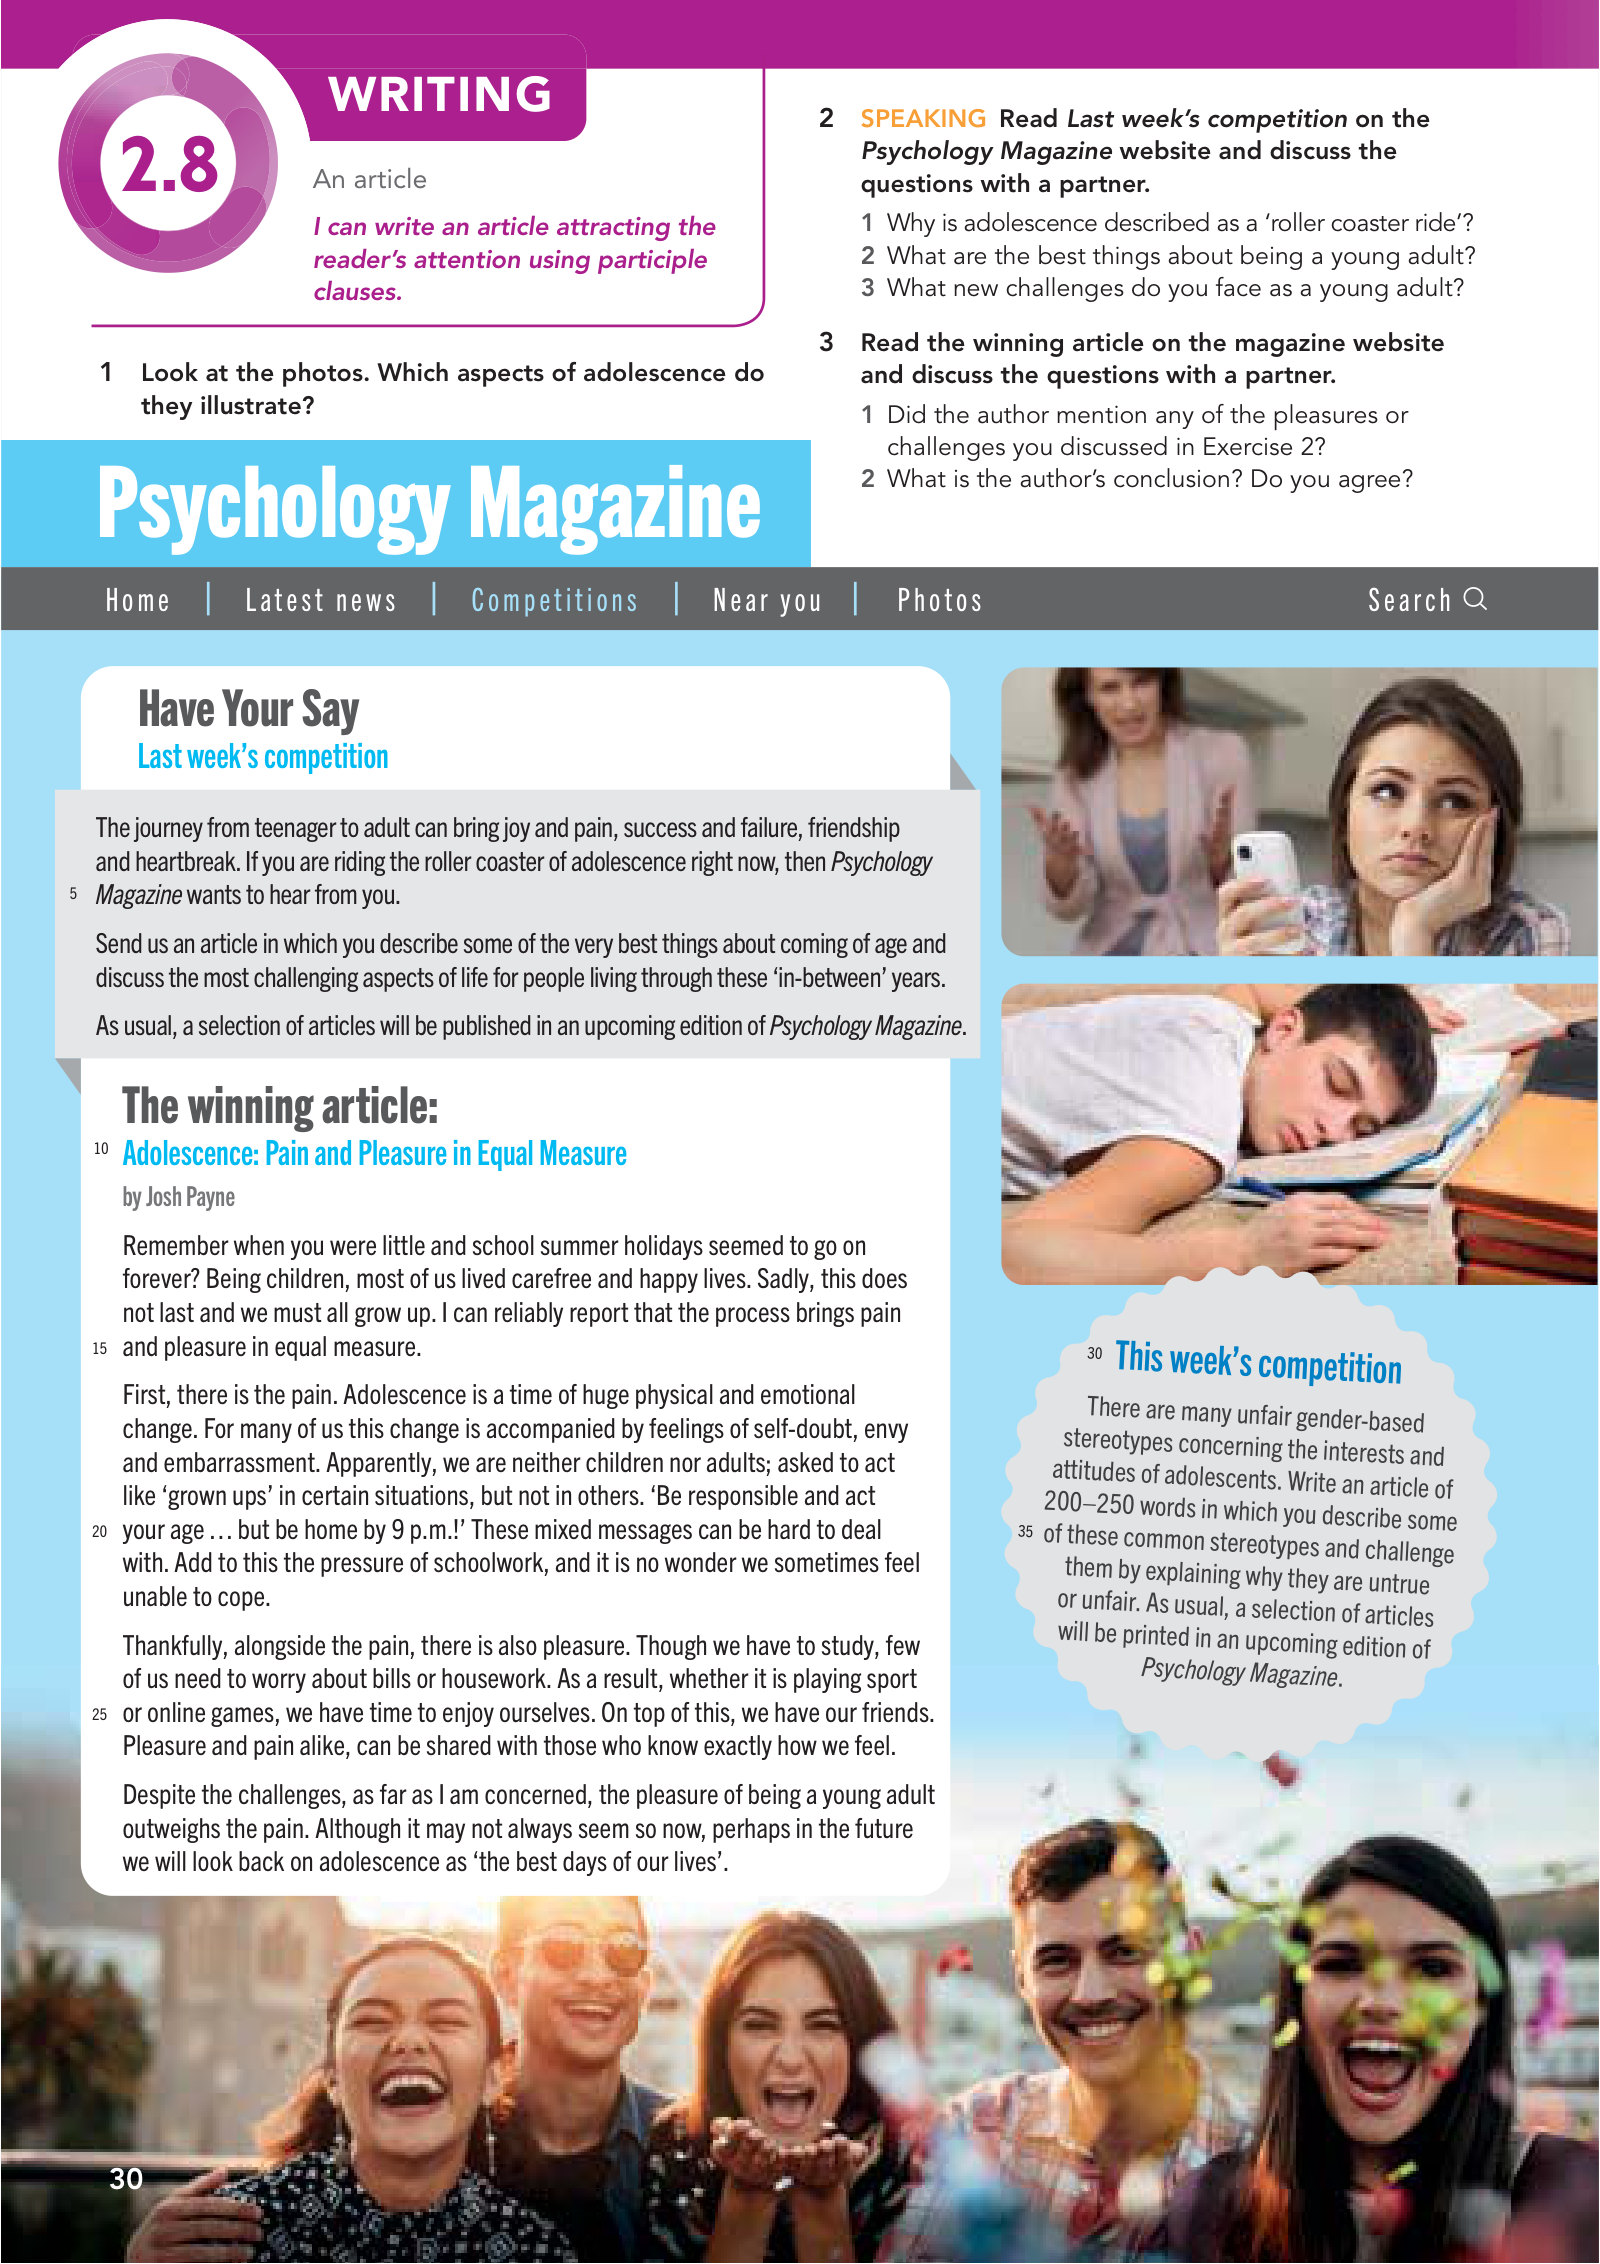 2.8
WRITING
An article
I can write an article attracting the
reader's attention using participle
clauses.
1 Look at the photos. Which aspects of adolescence do
they illustrate?
2 SPEAKING Read Last week's competition on the
Psychology Magazine website and discuss the
questions with a partner.
1 Why is adolescence described as a 'roller coaster ride'?
2 What are the best things about being a young adult?
3 What new challenges do you face as a young adult?
3 Read the winning article on the magazine website
and discuss the questions with a partner.
1 Did the author mention any of the pleasures or
challenges you discussed in Exercise 2?
2 What is the author's conclusion? Do you agree?
Psychology Magazine
Home | Latest news | Competitions | Near you | Photos Search
Have Your Say
Last week's competition
The journey from teenager to adult can bring joy and pain, success and failure, friendship
and heartbreak. If you are riding the roller coaster of adolescence right now, then Psychology
5 Magazine wants to hear from you.
Send us an article in which you describe some of the very best things about coming of age and
discuss the most challenging aspects of life for people living through these 'in-between' years.
As usual, a selection of articles will be published in an upcoming edition of Psychology Magazine.
The winning article:
10 Adolescence: Pain and Pleasure in Equal Measure
by Josh Payne
Remember when you were little and school summer holidays seemed to go on
forever? Being children, most of us lived carefree and happy lives. Sadly, this does
not last and we must all grow up. I can reliably report that the process brings pain
15 and pleasure in equal measure.
First, there is the pain. Adolescence is a time of huge physical and emotional
change. For many of us this change is accompanied by feelings of self-doubt, envy
and embarrassment. Apparently, we are neither children nor adults; asked to act
like 'grown ups' in certain situations, but not in others. 'Be responsible and act
20 your age … but be home by 9 p.m.!' These mixed messages can be hard to deal
with. Add to this the pressure of schoolwork, and it is no wonder we sometimes feel
unable to cope.
Thankfully, alongside the pain, there is also pleasure. Though we have to study, few
of us need to worry about bills or housework. As a result, whether it is playing sport
25 or online games, we have time to enjoy ourselves. On top of this, we have our friends.
Pleasure and pain alike, can be shared with those who know exactly how we feel.
Despite the challenges, as far as I am concerned, the pleasure of being a young adult
outweighs the pain. Although it may not always seem so now, perhaps in the future
we will look back on adolescence as 'the best days of our lives'.
30 This week's competition
There are many unfair gender-based
stereotypes concerning the interests and
attitudes of adolescents. Write an article of
200–250 words in which you describe some
35 of these common stereotypes and challenge
them by explaining why they are untrue
or unfair. As usual, a selection of articles
will be printed in an upcoming edition of
Psychology Magazine.
30